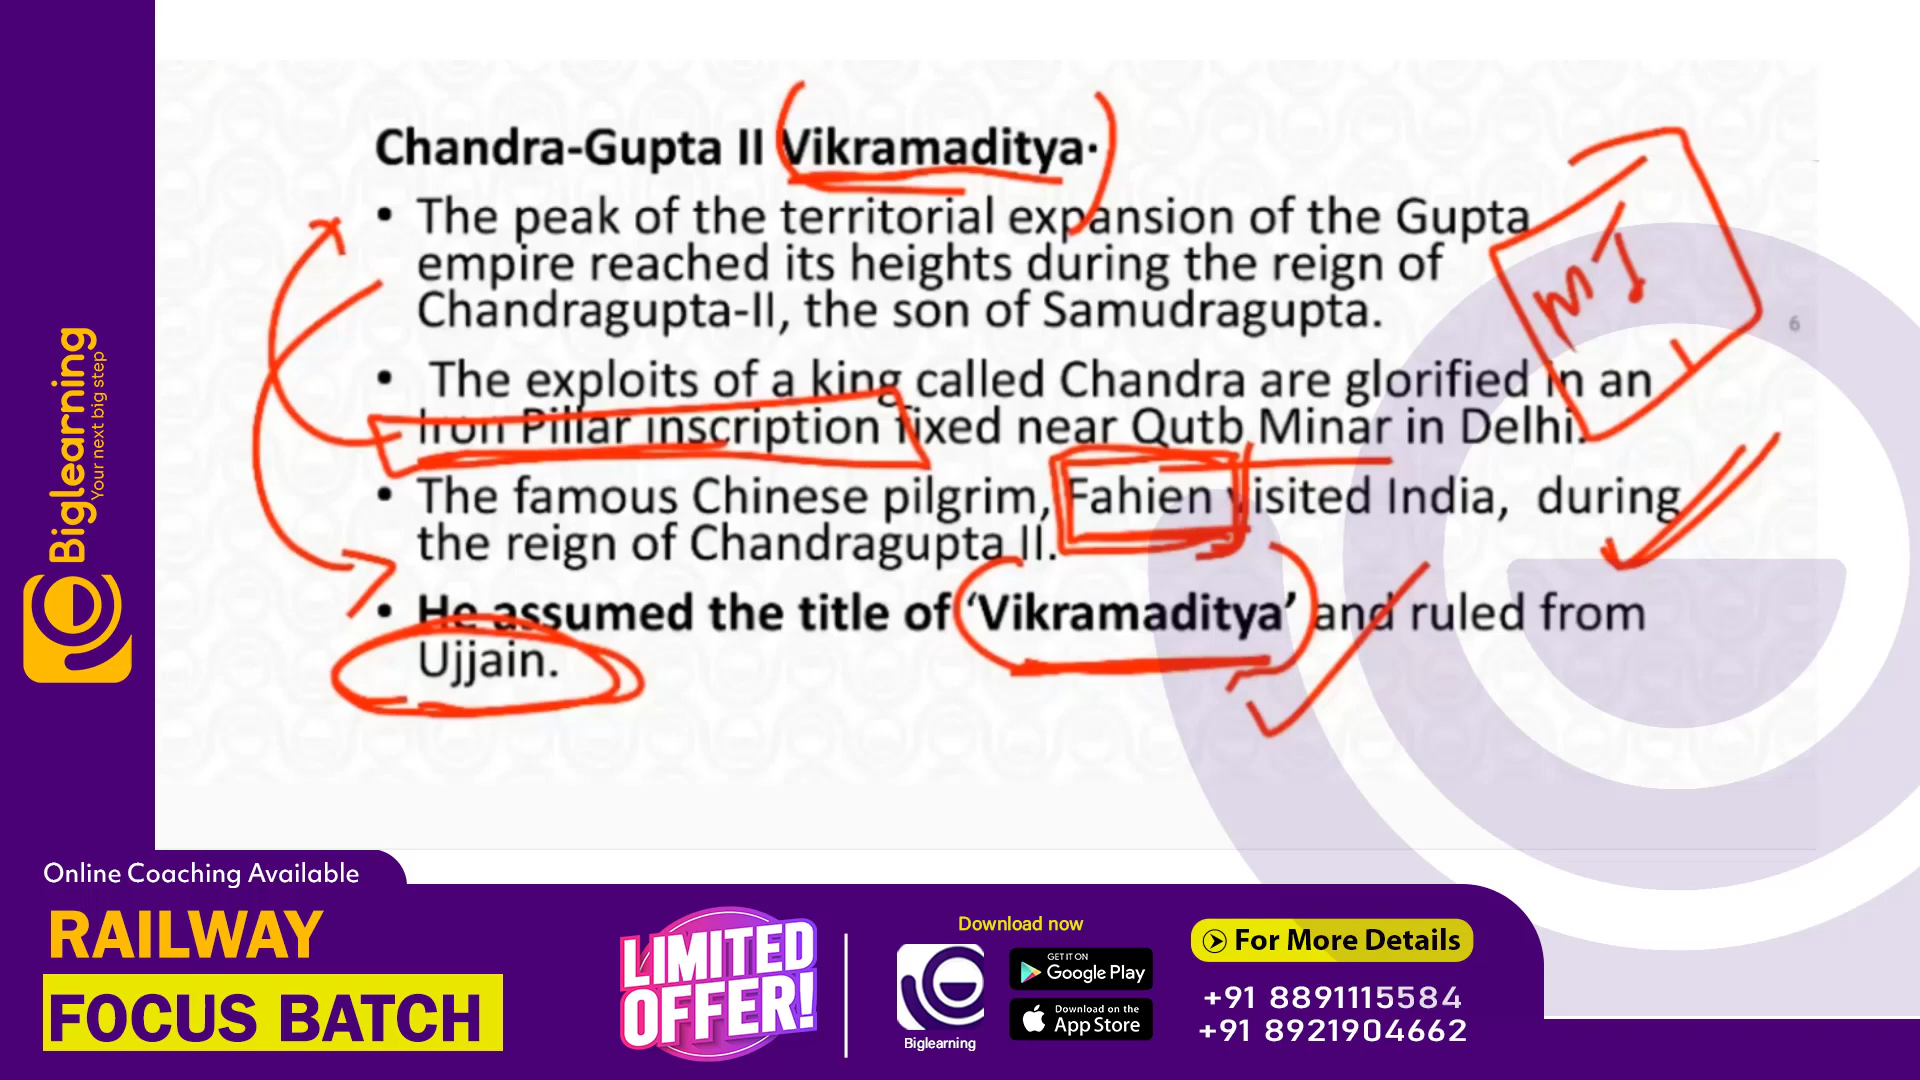 Chandra-Gupta II Vikramaditya·
• The peak of the territorial expansion of the Gupta
empire reached its heights during the reign of
Chandragupta-II, the son of Samudragupta.
• The exploits of a king called Chandra are glorified in an
Iron Pillar inscription fixed near Qutb Minar in Delhi.
• The famous Chinese pilgrim, Fahien visited India, during
the reign of Chandragupta II.
• He assumed the title of ‘Vikramaditya’ and ruled from
Ujjain.
6
Biglearning
Your next big step
Online Coaching Available
RAILWAY
FOCUS BATCH
LIMITED
OFFER!
Download now
Biglearning
GET IT ON
Google Play
Download on the
App Store
For More Details
+91 8891115584
+91 8921904662